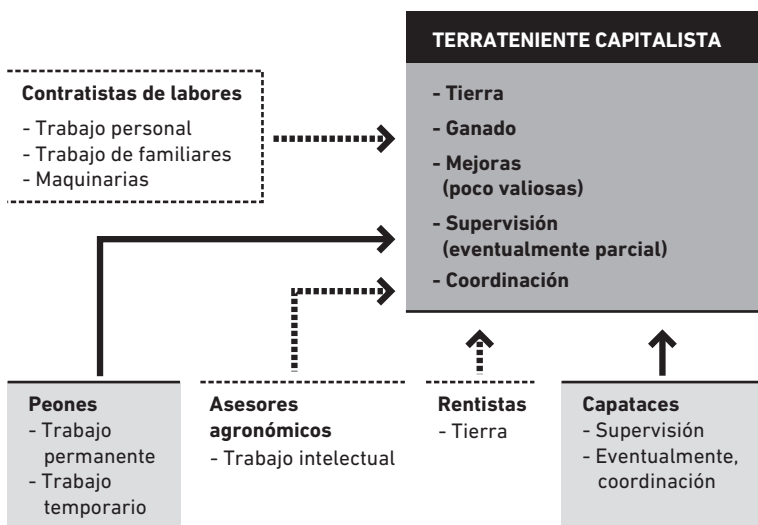 TERRATENIENTE CAPITALISTA
- Tierra
- Ganado
- Mejoras
(poco valiosas)
- Supervisión
(eventualmente parcial)
- Coordinación
Contratistas de labores
- Trabajo personal
- Trabajo de familiares
- Maquinarias
Peones
- Trabajo
permanente
- Trabajo
temporario
Asesores
agronómicos
- Trabajo intelectual
Rentistas
- Tierra
Capataces
- Supervisión
- Eventualmente,
coordinación